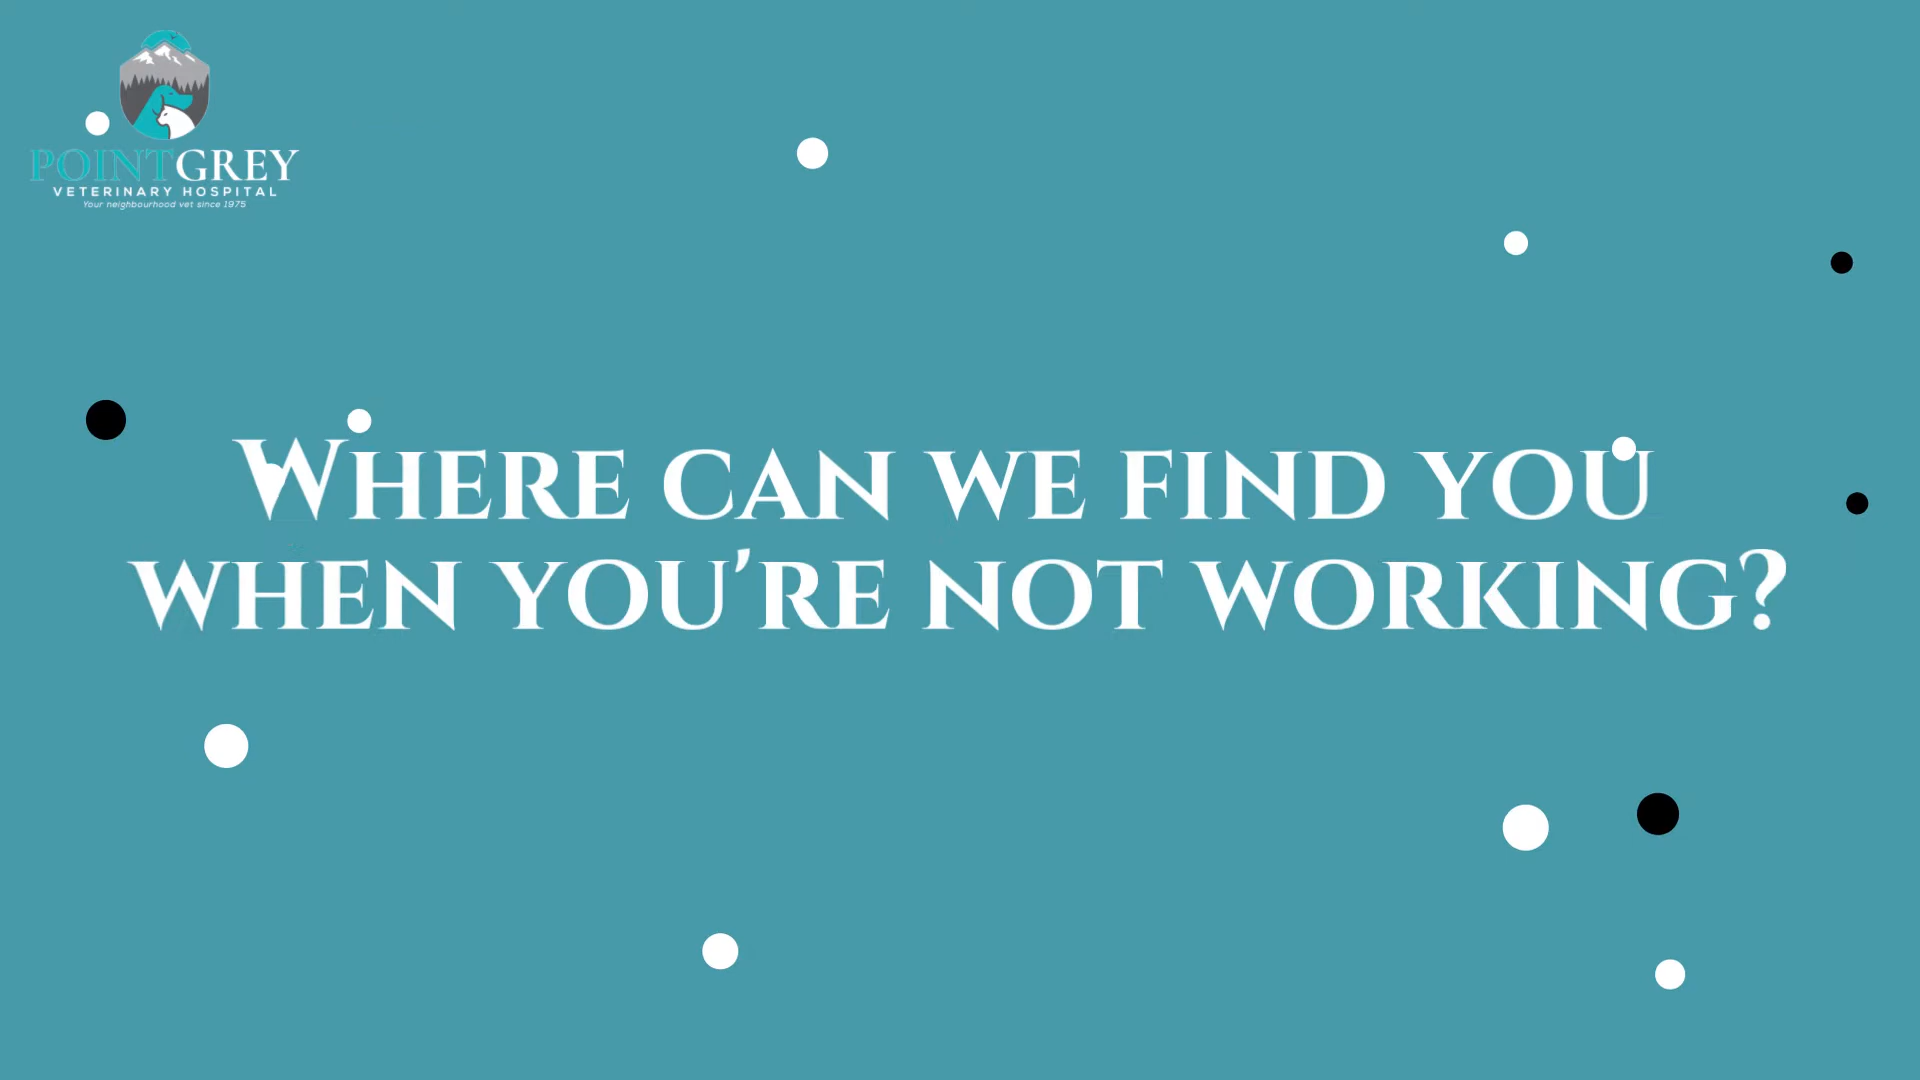 POINTGREY
VETERINARY HOSPITAL
Your neighbourhood vet since 1975
Where can we find you
when you're not working?